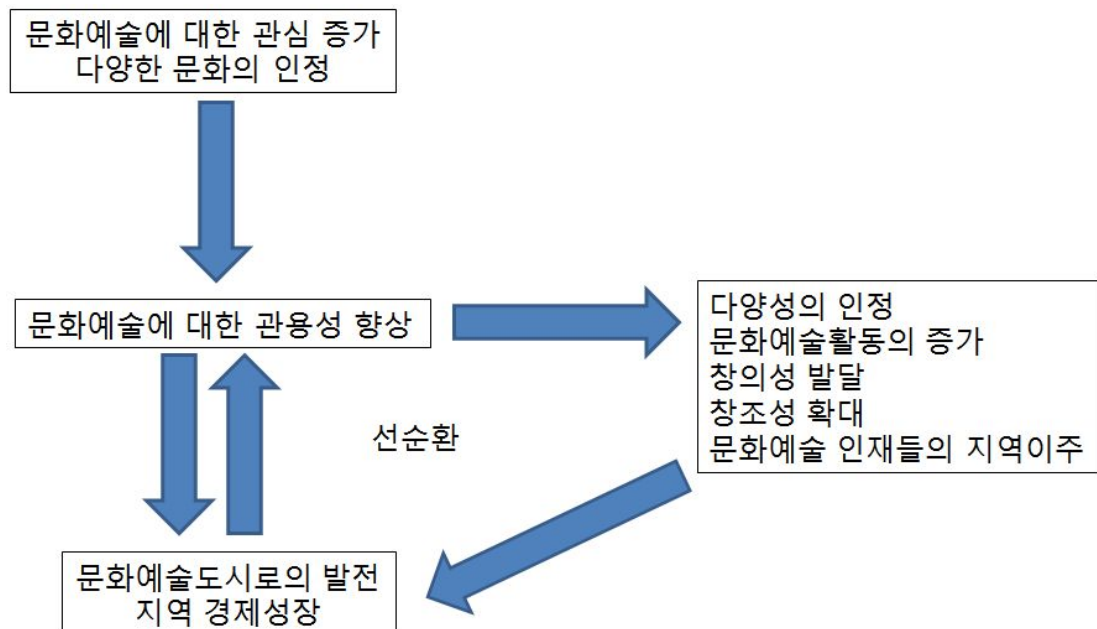 문화예술에 대한 관심 증가
다양한 문화의 인정
문화예술에 대한 관용성 향상
다양성의 인정
문화예술활동의 증가
창의성 발달
창조성 확대
문화예술 인재들의 지역이주
선순환
문화예술도시로의 발전
지역 경제성장